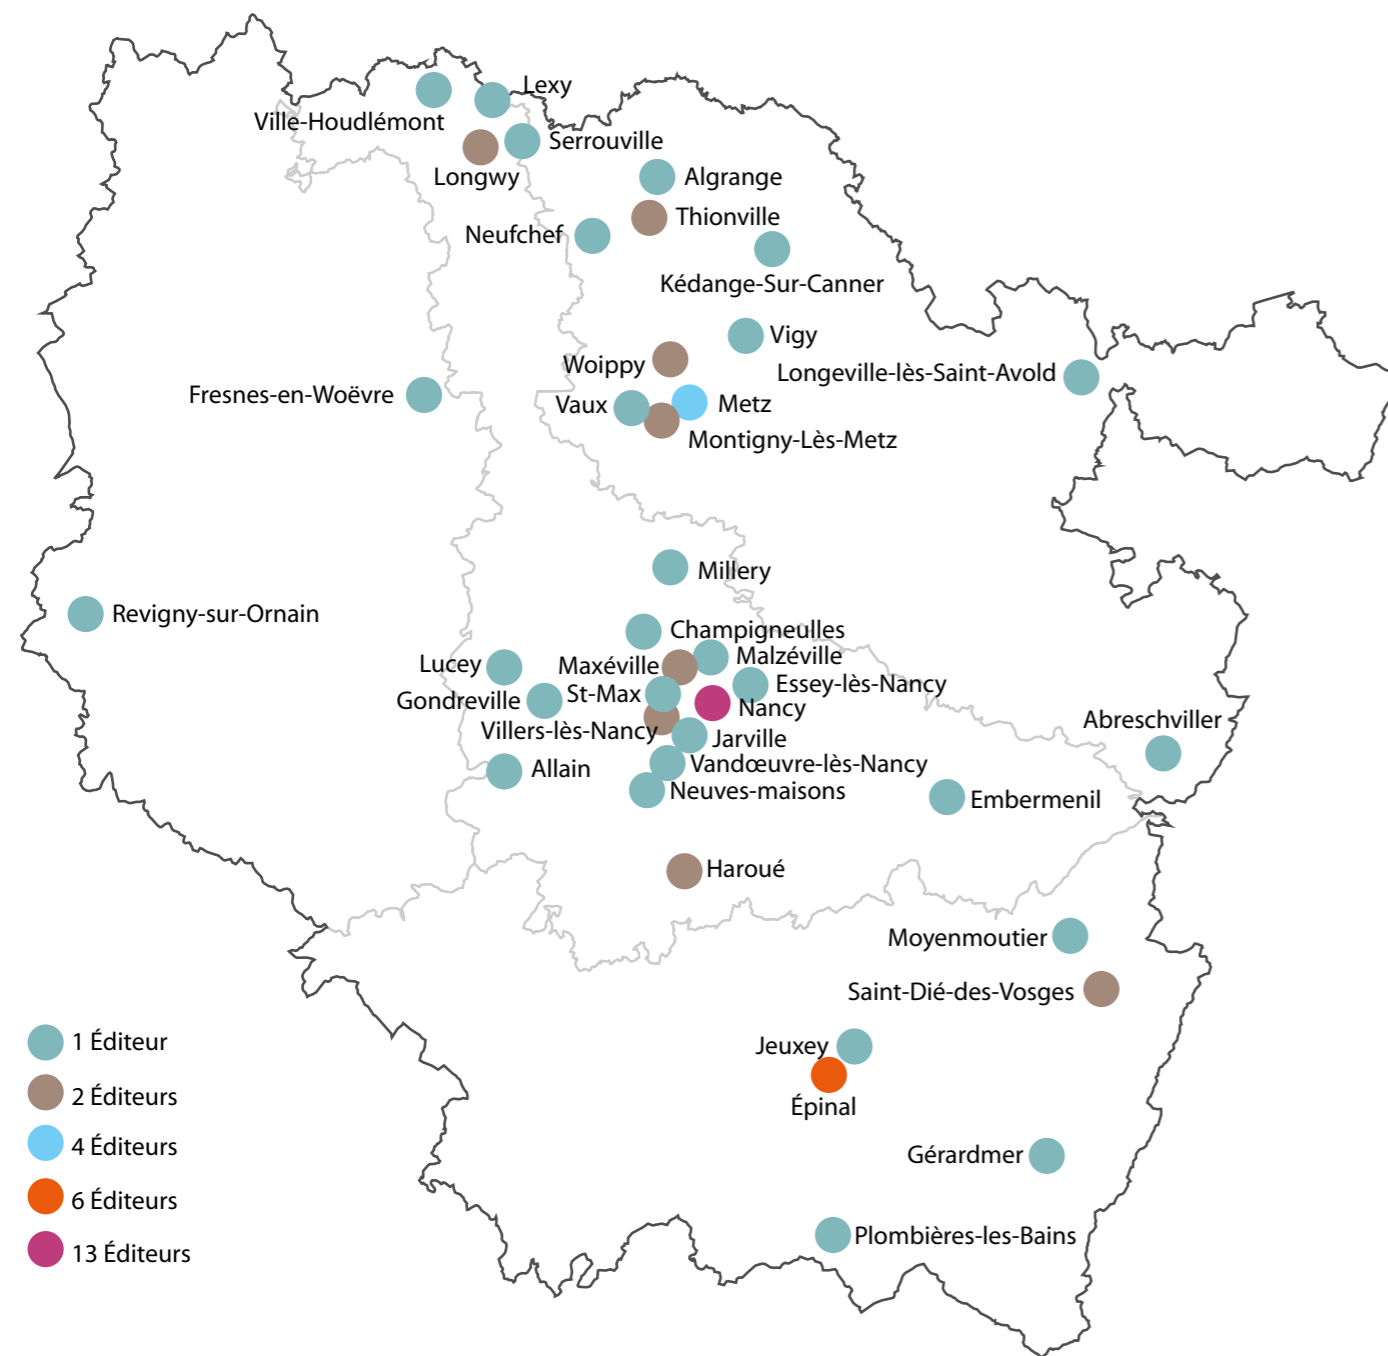 Lexy
Ville-Houdlémont
Serrouville
Longwy
Algrange
Thionville
Neufchef
Kédange-Sur-Canner
Vigy
Woippy
Longeville-lès-Saint-Avold
Fresnes-en-Woëvre
Vaux
Metz
Montigny-Lès-Metz
Millery
Revigny-sur-Ornain
Champigneulles
Malzéville
Lucey
Maxéville
Essey-lès-Nancy
Gondreville
St-Max
Nancy
Abreschviller
Villers-lès-Nancy
Jarville
Allain
Vandœuvre-lès-Nancy
Neuves-maisons
Embermenil
Haroué
Moyenmoutier
Saint-Dié-des-Vosges
Jeuxey
Épinal
Gérardmer
Plombières-les-Bains
1 Éditeur
2 Éditeurs
4 Éditeurs
6 Éditeurs
13 Éditeurs